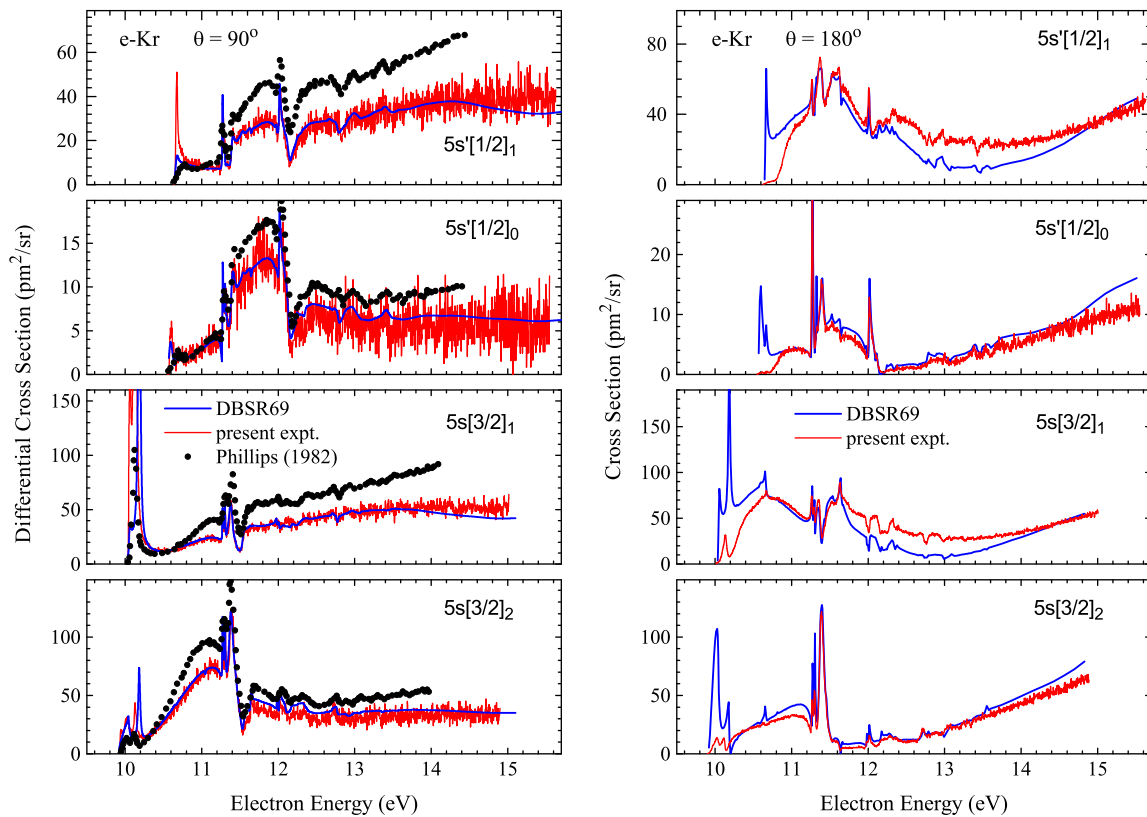 e-Kr θ = 90°
5s'[1/2]₁
60
40
20
0
5s'[1/2]₀
15
10
5
0
DBSR69
present expt.
Phillips (1982)
5s[3/2]₁
150
100
50
0
5s[3/2]₂
100
50
0
10 11 12 13 14 15
Electron Energy (eV)
Differential Cross Section (pm²/sr)
e-Kr θ = 180°
5s'[1/2]₁
80
40
0
5s'[1/2]₀
20
10
0
DBSR69
present expt.
5s[3/2]₁
150
100
50
0
5s[3/2]₂
100
50
0
10 11 12 13 14 15
Electron Energy (eV)
Cross Section (pm²/sr)